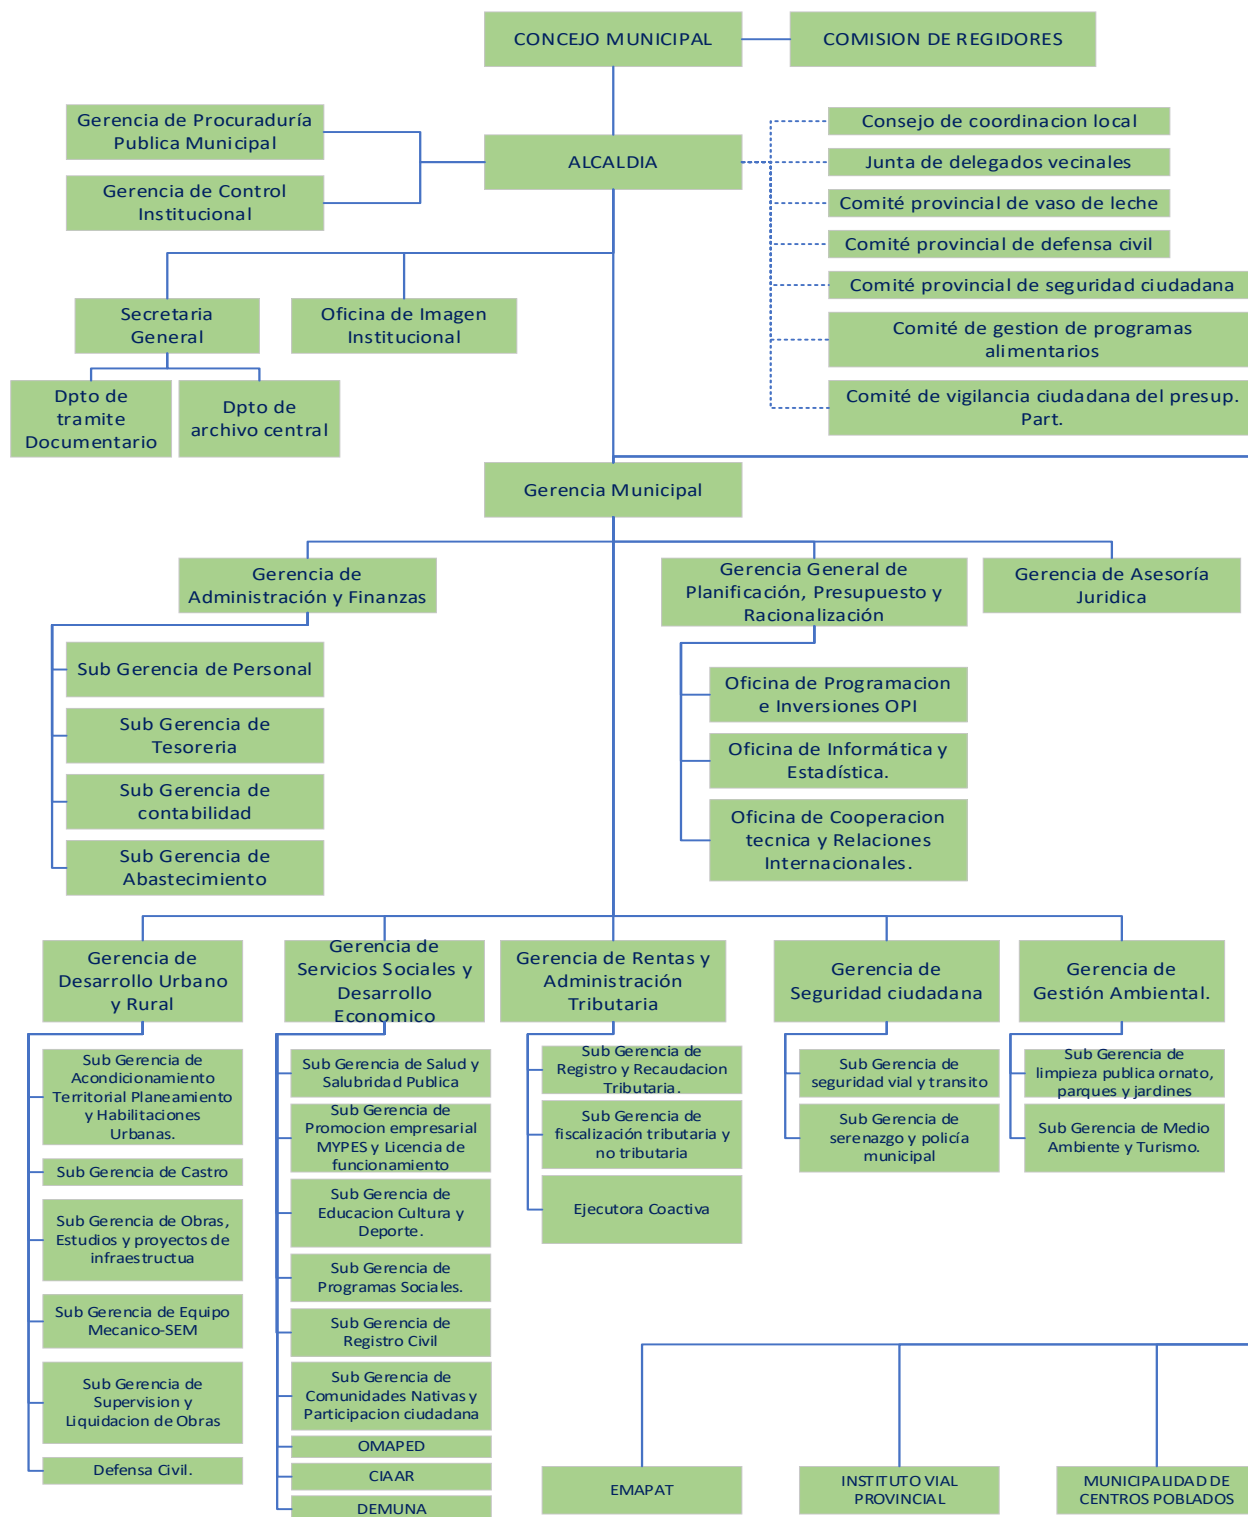 CONCEJO MUNICIPAL
COMISION DE REGIDORES
Gerencia de Procuraduría
Publica Municipal
Gerencia de Control
Institucional
ALCALDIA
Consejo de coordinacion local
Junta de delegados vecinales
Comité provincial de vaso de leche
Comité provincial de defensa civil
Comité provincial de seguridad ciudadana
Comité de gestion de programas
alimentarios
Comité de vigilancia ciudadana del presup.
Part.
Secretaria
General
Oficina de Imagen
Institucional
Dpto de
tramite
Documentario
Dpto de
archivo central
Gerencia Municipal
Gerencia de
Administración y Finanzas
Gerencia General de
Planificación, Presupuesto y
Racionalización
Gerencia de Asesoría
Juridica
Sub Gerencia de Personal
Sub Gerencia de
Tesoreria
Sub Gerencia de
contabilidad
Sub Gerencia de
Abastecimiento
Oficina de Programacion
e Inversiones OPI
Oficina de Informática y
Estadística.
Oficina de Cooperacion
tecnica y Relaciones
Internacionales.
Gerencia de
Desarrollo Urbano
y Rural
Gerencia de
Servicios Sociales y
Desarrollo
Economico
Gerencia de Rentas y
Administración
Tributaria
Gerencia de
Seguridad ciudadana
Gerencia de
Gestión Ambiental.
Sub Gerencia de
Acondicionamiento
Territorial Planeamiento
y Habilitaciones
Urbanas.
Sub Gerencia de Castro
Sub Gerencia de Obras,
Estudios y proyectos de
infraestructua
Sub Gerencia de Equipo
Mecanico-SEM
Sub Gerencia de
Supervision y
Liquidacion de Obras
Defensa Civil.
Sub Gerencia de Salud y
Salubridad Publica
Sub Gerencia de
Promocion empresarial
MYPES y Licencia de
funcionamiento
Sub Gerencia de
Educacion Cultura y
Deporte.
Sub Gerencia de
Programas Sociales.
Sub Gerencia de
Registro Civil
Sub Gerencia de
Comunidades Nativas y
Participacion ciudadana
OMAPED
CIAAR
DEMUNA
Sub Gerencia de
Registro y Recaudacion
Tributaria.
Sub Gerencia de
fiscalización tributaria y
no tributaria
Ejecutora Coactiva
Sub Gerencia de
seguridad vial y transito
Sub Gerencia de
serenazgo y policía
municipal
Sub Gerencia de
limpieza publica ornato,
parques y jardines
Sub Gerencia de Medio
Ambiente y Turismo.
EMAPAT
INSTITUTO VIAL
PROVINCIAL
MUNICIPALIDAD DE
CENTROS POBLADOS